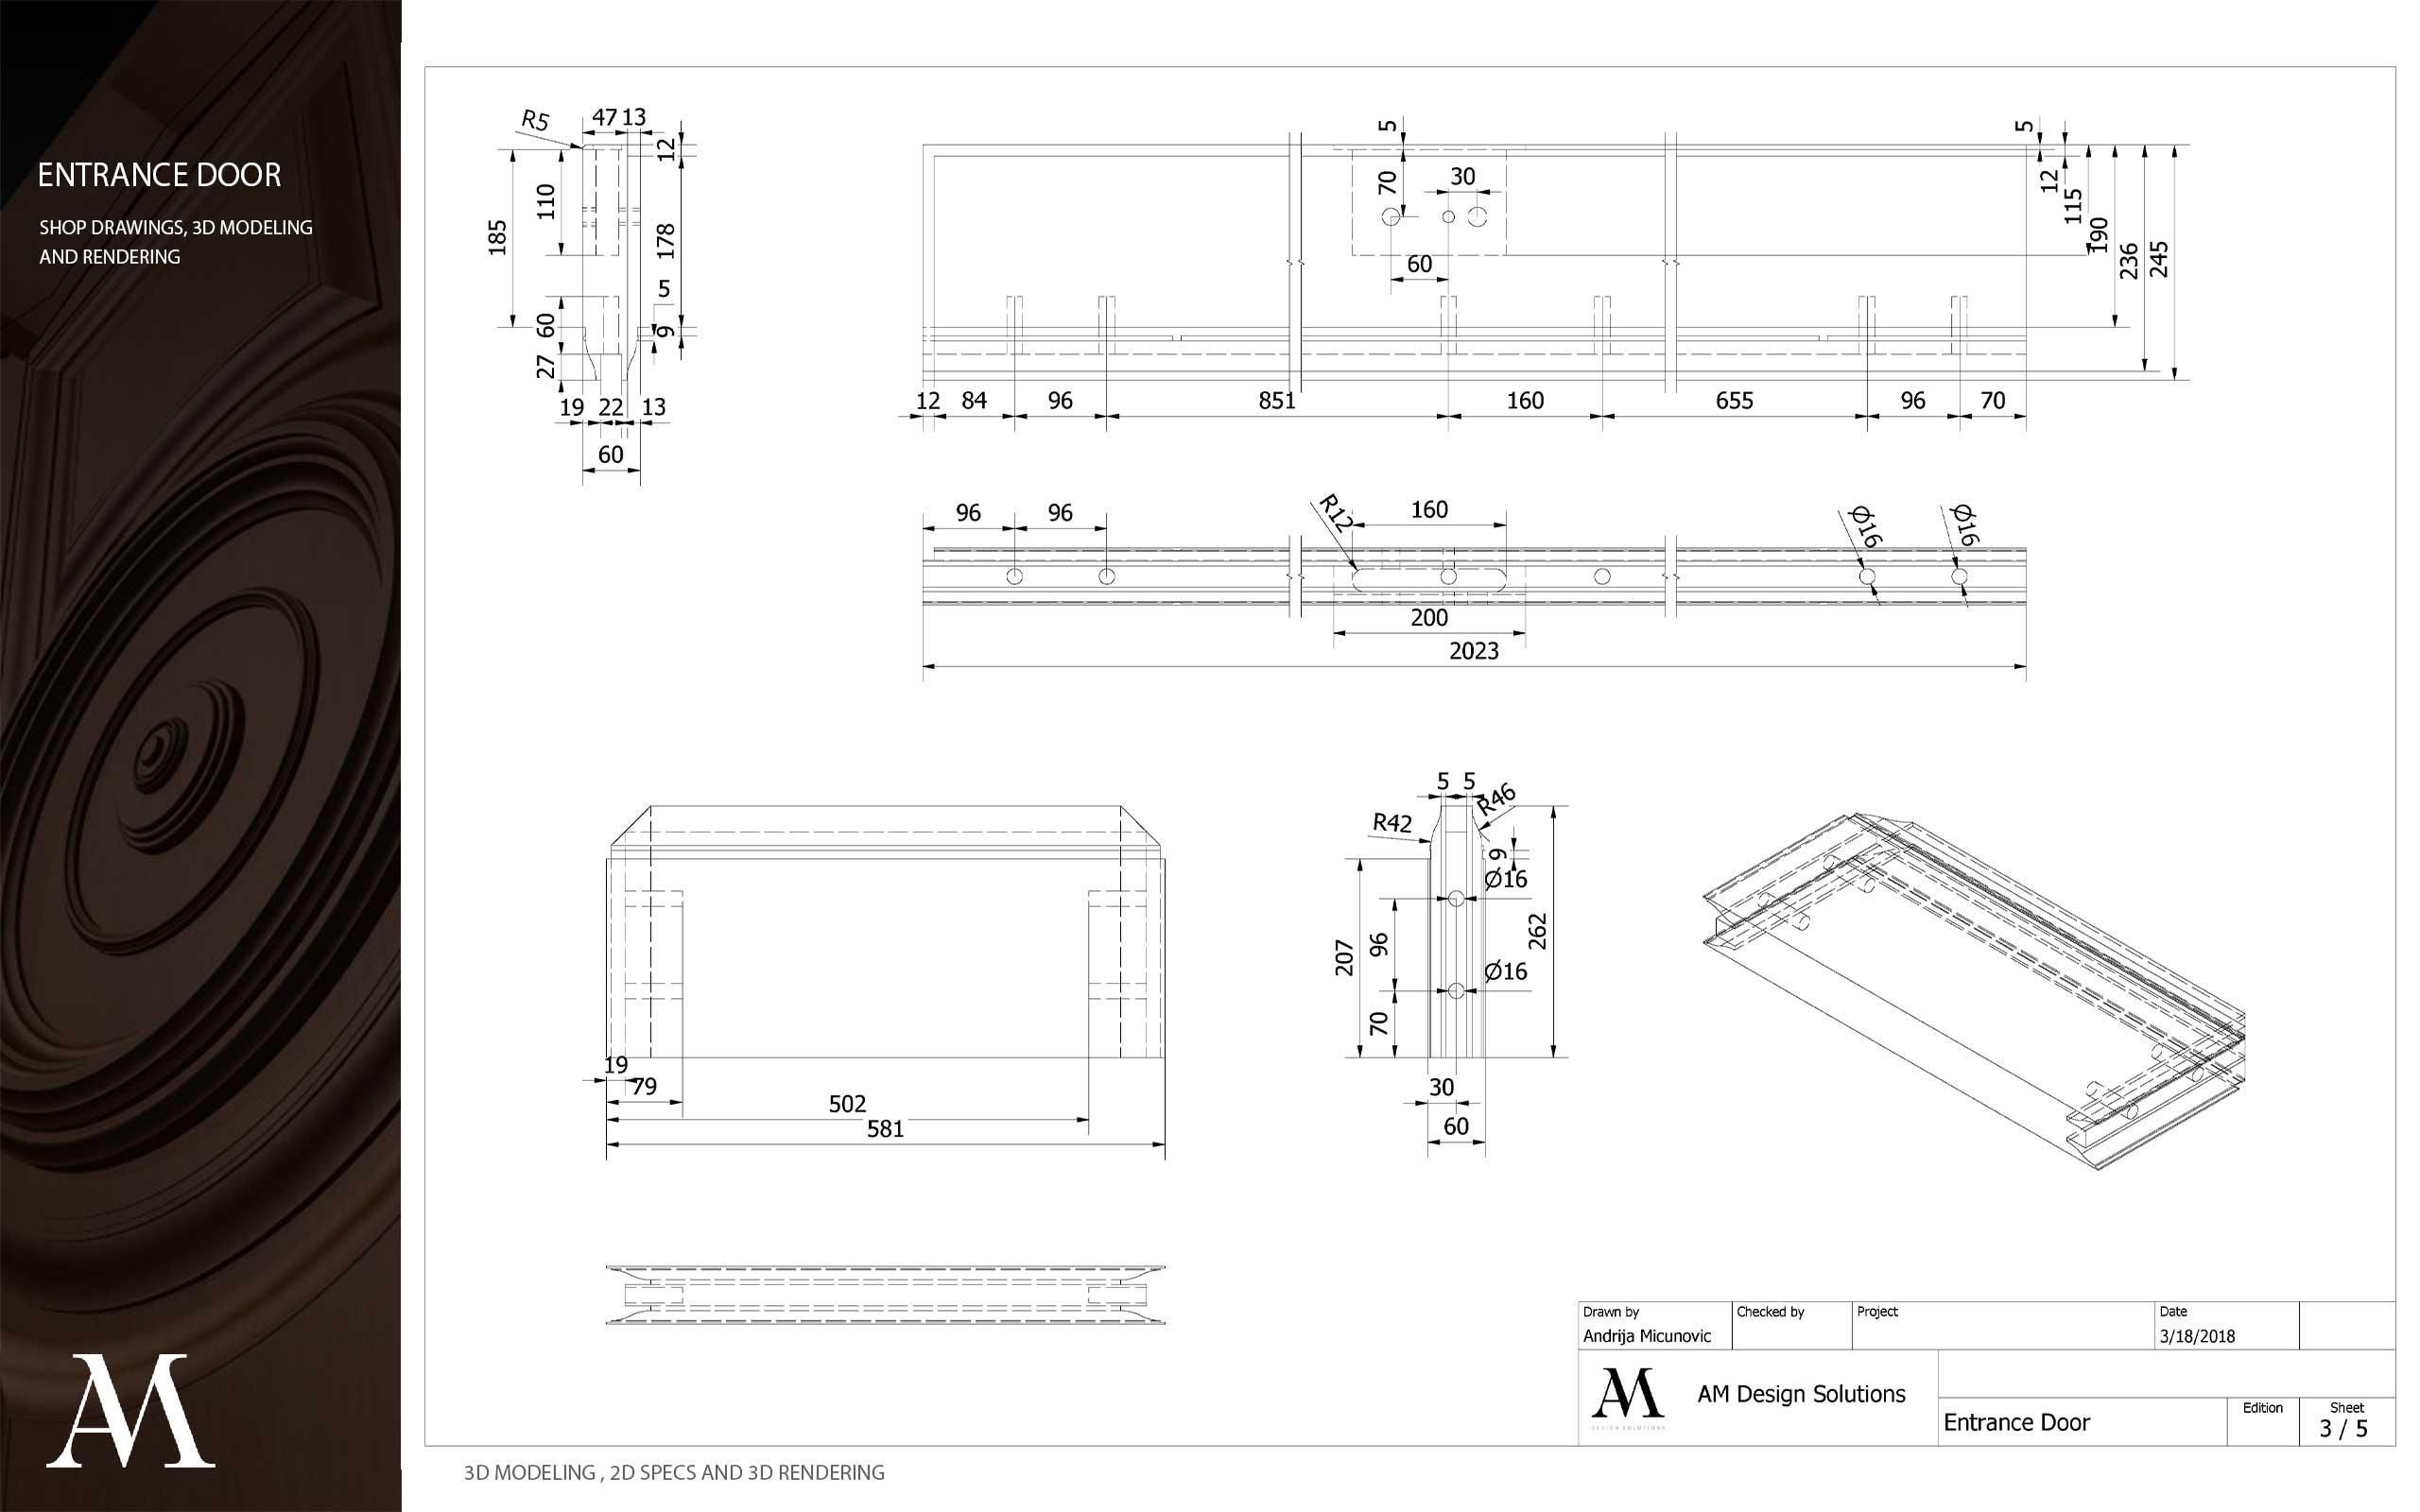 ENTRANCE DOOR
SHOP DRAWINGS, 3D MODELING
AND RENDERING
R5
47
13
12
185
110
178
5
60
9
27
19
22
13
60
5
70
30
60
5
12
115
190
236
245
12
84
96
851
160
655
96
70
96
96
R12
160
Ø16
Ø16
200
2023
19
79
502
581
5
5
R46
R42
9
Ø16
207
96
262
Ø16
70
30
60
Drawn by
Andrija Micunovic
Checked by
Project
Date
3/18/2018
AM
DESIGN SOLUTIONS
AM Design Solutions
Entrance Door
Edition
Sheet
3 / 5
AM
3D MODELING , 2D SPECS AND 3D RENDERING